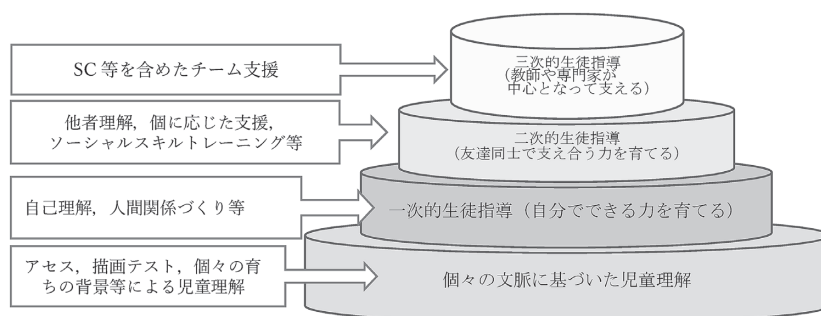 SC 等を含めたチーム支援
三次的生徒指導
(教師や専門家が
中心となって支える)
他者理解，個に応じた支援，
ソーシャルスキルトレーニング等
二次的生徒指導
(友達同士で支え合う力を育てる)
自己理解，人間関係づくり等
一次的生徒指導（自分でできる力を育てる）
アセス，描画テスト，個々の育
ちの背景等による児童理解
個々の文脈に基づいた児童理解